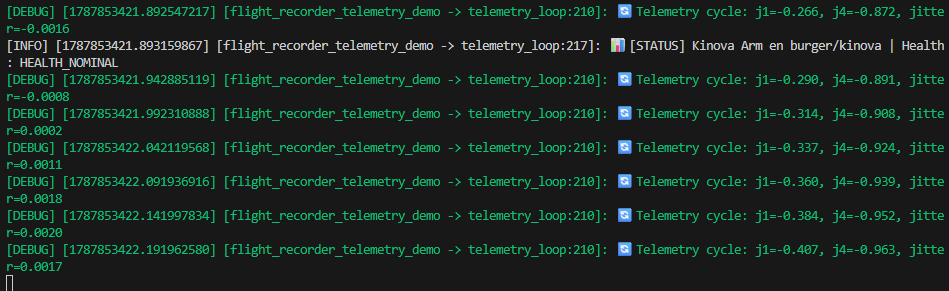 [DEBUG] [1787853421.892547217] [flight_recorder_telemetry_demo -> telemetry_loop:210]: 🔄 Telemetry cycle: j1=-0.266, j4=-0.872, jitte
r=-0.0016
[INFO] [1787853421.893159867] [flight_recorder_telemetry_demo -> telemetry_loop:217]: 📊 [STATUS] Kinova Arm en burger/kinova | Health
: HEALTH_NOMINAL
[DEBUG] [1787853421.942885119] [flight_recorder_telemetry_demo -> telemetry_loop:210]: 🔄 Telemetry cycle: j1=-0.290, j4=-0.891, jitte
r=-0.0008
[DEBUG] [1787853421.992310888] [flight_recorder_telemetry_demo -> telemetry_loop:210]: 🔄 Telemetry cycle: j1=-0.314, j4=-0.908, jitte
r=0.0002
[DEBUG] [1787853422.042119568] [flight_recorder_telemetry_demo -> telemetry_loop:210]: 🔄 Telemetry cycle: j1=-0.337, j4=-0.924, jitte
r=0.0011
[DEBUG] [1787853422.091936916] [flight_recorder_telemetry_demo -> telemetry_loop:210]: 🔄 Telemetry cycle: j1=-0.360, j4=-0.939, jitte
r=0.0018
[DEBUG] [1787853422.141997834] [flight_recorder_telemetry_demo -> telemetry_loop:210]: 🔄 Telemetry cycle: j1=-0.384, j4=-0.952, jitte
r=0.0020
[DEBUG] [1787853422.191962580] [flight_recorder_telemetry_demo -> telemetry_loop:210]: 🔄 Telemetry cycle: j1=-0.407, j4=-0.963, jitte
r=0.0017